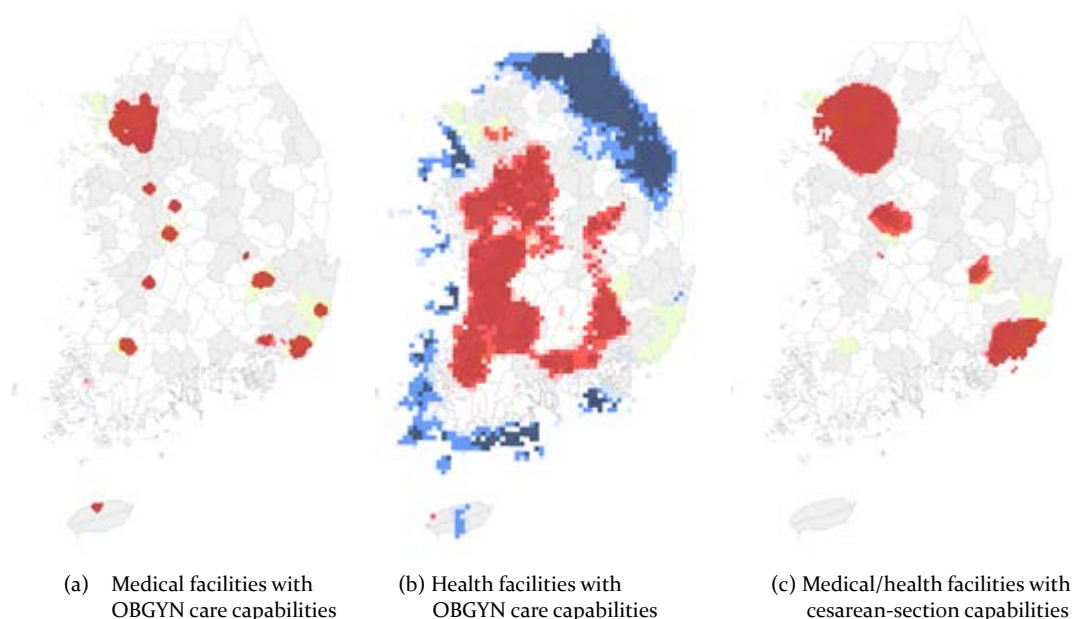 (a) Medical facilities with
OBGYN care capabilities
(b) Health facilities with
OBGYN care capabilities
(c) Medical/health facilities with
cesarean-section capabilities